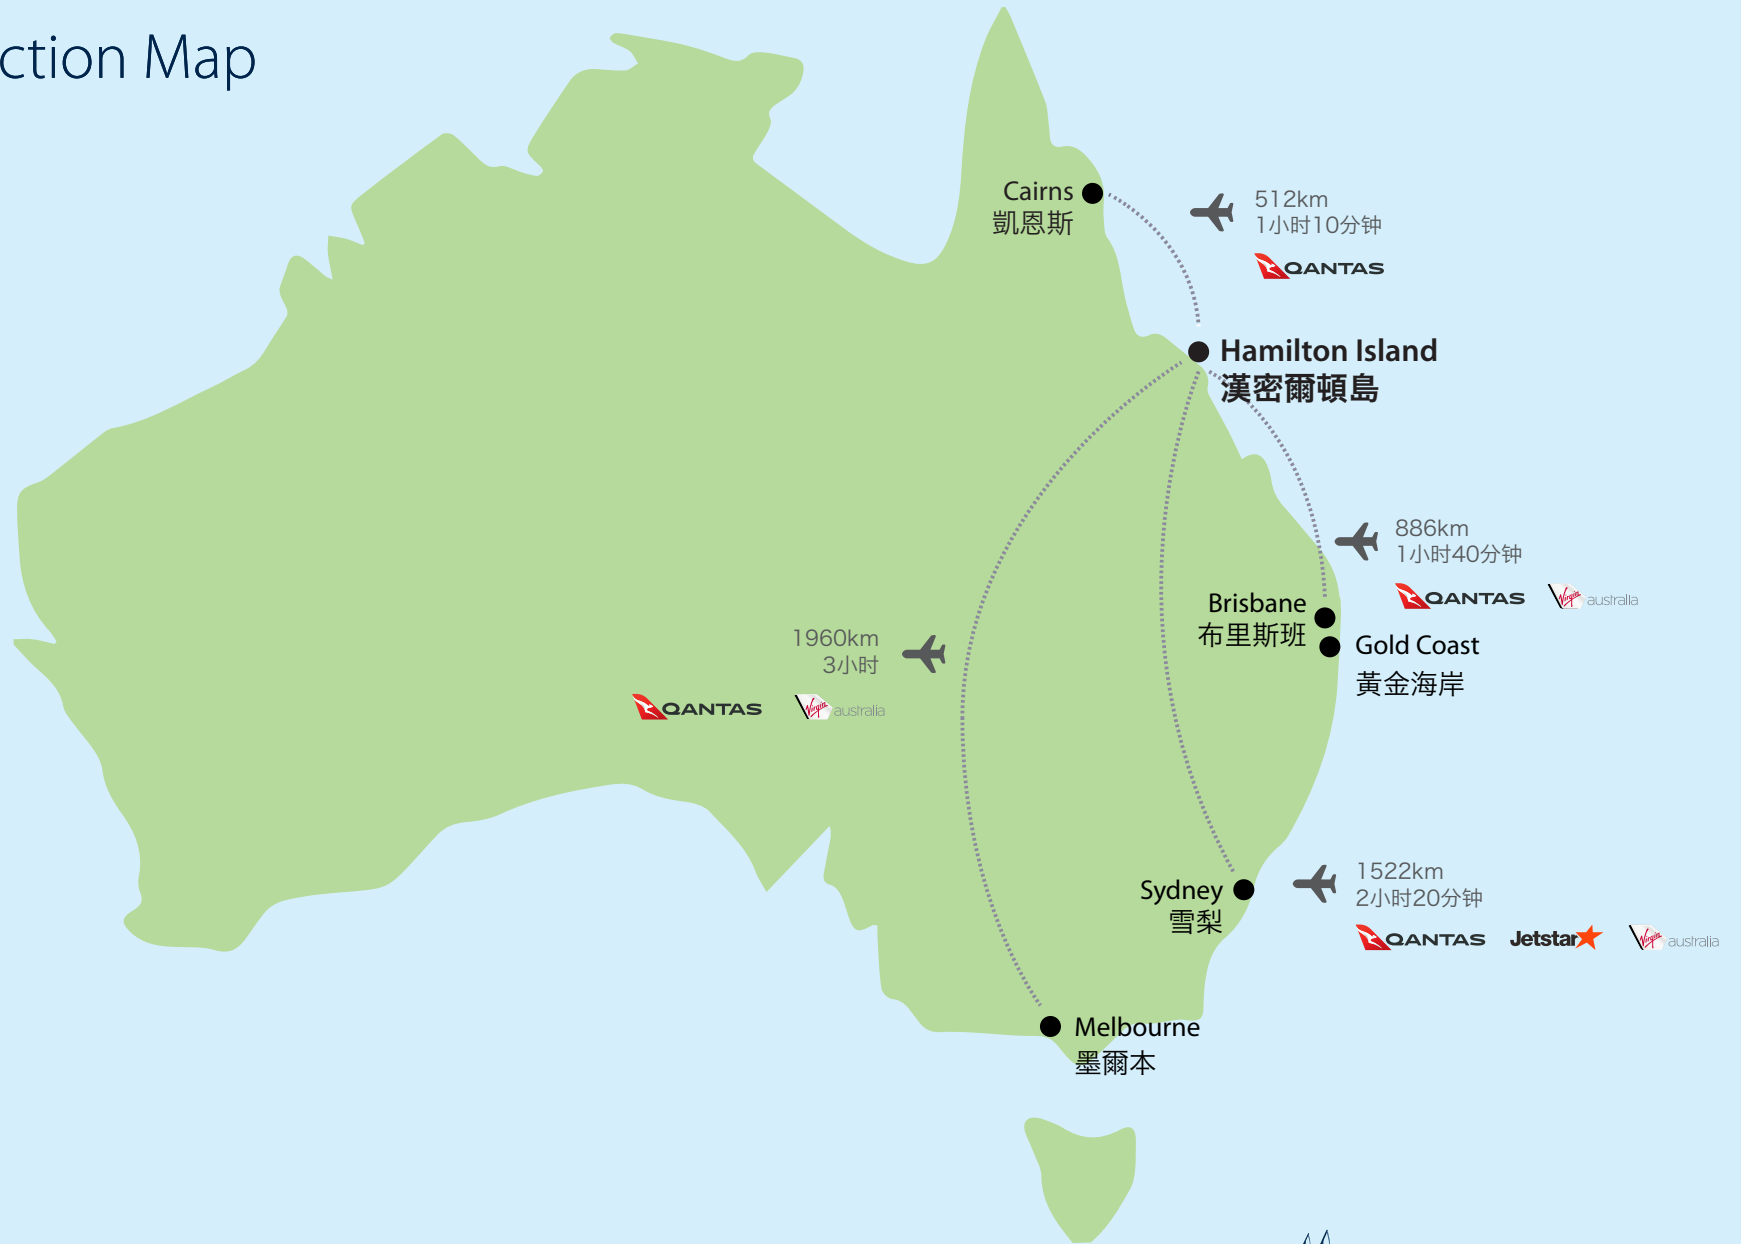 ction Map
Cairns
凱恩斯
512km
1小时10分钟
QANTAS
Hamilton Island
漢密爾頓島
886km
1小时40分钟
QANTAS Virgin australia
Brisbane
布里斯班
Gold Coast
黃金海岸
1960km
3小时
QANTAS Virgin australia
Sydney
雪梨
1522km
2小时20分钟
QANTAS Jetstar Virgin australia
Melbourne
墨爾本